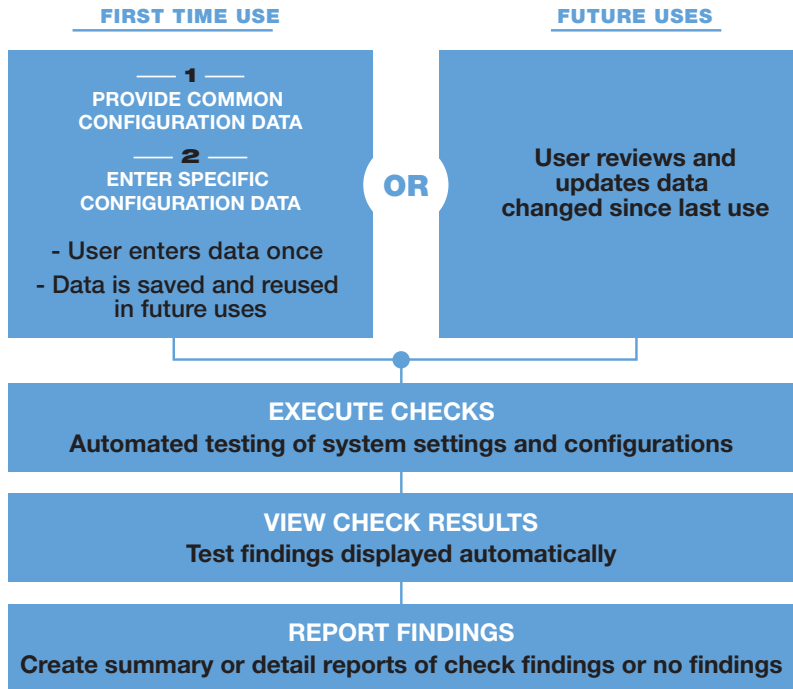 FIRST TIME USE
1
PROVIDE COMMON
CONFIGURATION DATA
2
ENTER SPECIFIC
CONFIGURATION DATA
- User enters data once
- Data is saved and reused
in future uses
OR
FUTURE USES
User reviews and
updates data
changed since last use
EXECUTE CHECKS
Automated testing of system settings and configurations
VIEW CHECK RESULTS
Test findings displayed automatically
REPORT FINDINGS
Create summary or detail reports of check findings or no findings